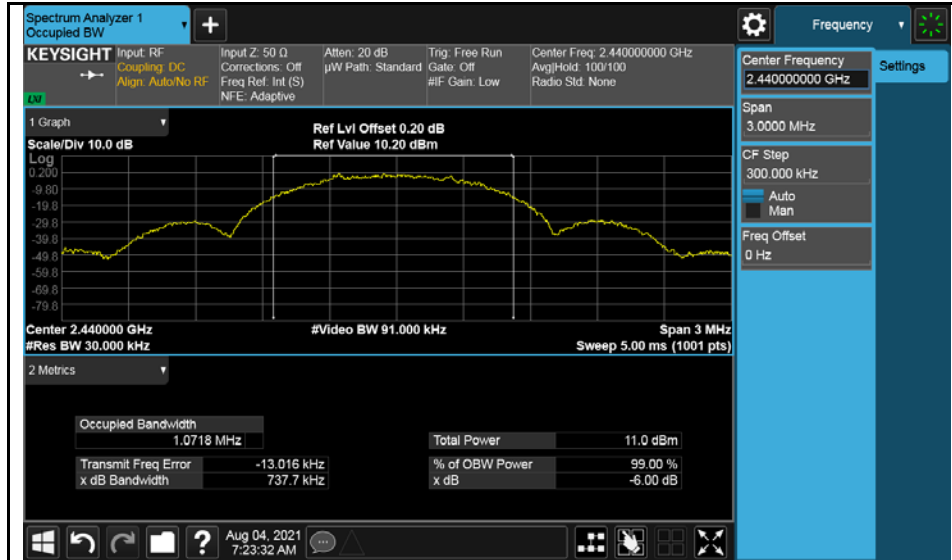 Spectrum Analyzer 1
Occupied BW
+
Frequency
KEYSIGHT
Input: RF
Coupling: DC
Align: Auto/No RF
LXI
Input Z: 50 Ω
Corrections: Off
Freq Ref: Int (S)
NFE: Adaptive
Atten: 20 dB
µW Path: Standard
Trig: Free Run
Gate: Off
#IF Gain: Low
Center Freq: 2.440000000 GHz
Avg|Hold: 100/100
Radio Std: None
Center Frequency
2.440000000 GHz
Settings
Span
3.0000 MHz
CF Step
300.000 kHz
Auto
Man
Freq Offset
0 Hz
1 Graph
Scale/Div 10.0 dB
Ref Lvl Offset 0.20 dB
Ref Value 10.20 dBm
Log
0.200
-9.80
-19.8
-29.8
-39.8
-49.8
-59.8
-69.8
-79.8
Center 2.440000 GHz
#Video BW 91.000 kHz
Span 3 MHz
#Res BW 30.000 kHz
Sweep 5.00 ms (1001 pts)
2 Metrics
Occupied Bandwidth
1.0718 MHz
Total Power 11.0 dBm
Transmit Freq Error -13.016 kHz
% of OBW Power 99.00 %
x dB Bandwidth 737.7 kHz
x dB -6.00 dB
?
Aug 04, 2021
7:23:32 AM